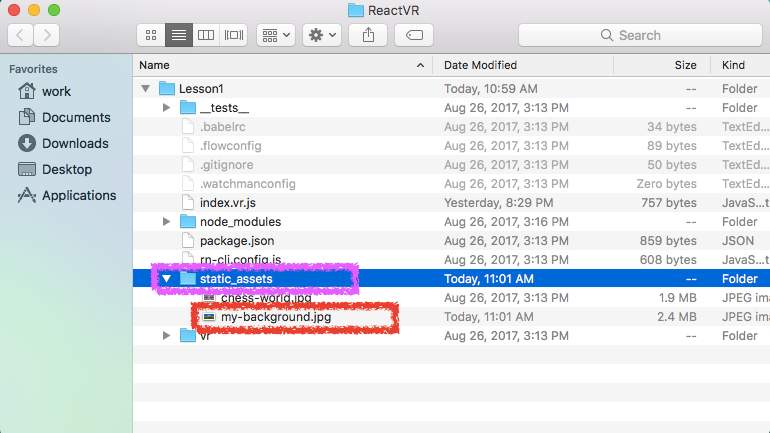 ReactVR
Search
Favorites
work
Documents
Downloads
Desktop
Applications
Name Date Modified Size Kind
Lesson1 Today, 10:59 AM -- Folder
__tests__ Aug 26, 2017, 3:13 PM -- Folder
.babelrc Aug 26, 2017, 3:13 PM 34 bytes TextEd...
.flowconfig Aug 26, 2017, 3:13 PM 89 bytes TextEd...
.gitignore Aug 26, 2017, 3:13 PM 50 bytes TextEd...
.watchmanconfig Aug 26, 2017, 3:13 PM Zero bytes TextEd...
index.vr.js Yesterday, 8:29 PM 757 bytes JavaS...t
node_modules Aug 26, 2017, 3:16 PM -- Folder
package.json Aug 26, 2017, 3:13 PM 859 bytes JSON
rn-cli.config.js Aug 26, 2017, 3:13 PM 608 bytes JavaS...t
static_assets Today, 11:01 AM -- Folder
chess-world.jpg Aug 26, 2017, 3:13 PM 1.9 MB JPEG ima
my-background.jpg Today, 11:01 AM 2.4 MB JPEG ima
vr Aug 26, 2017, 3:13 PM -- Folder